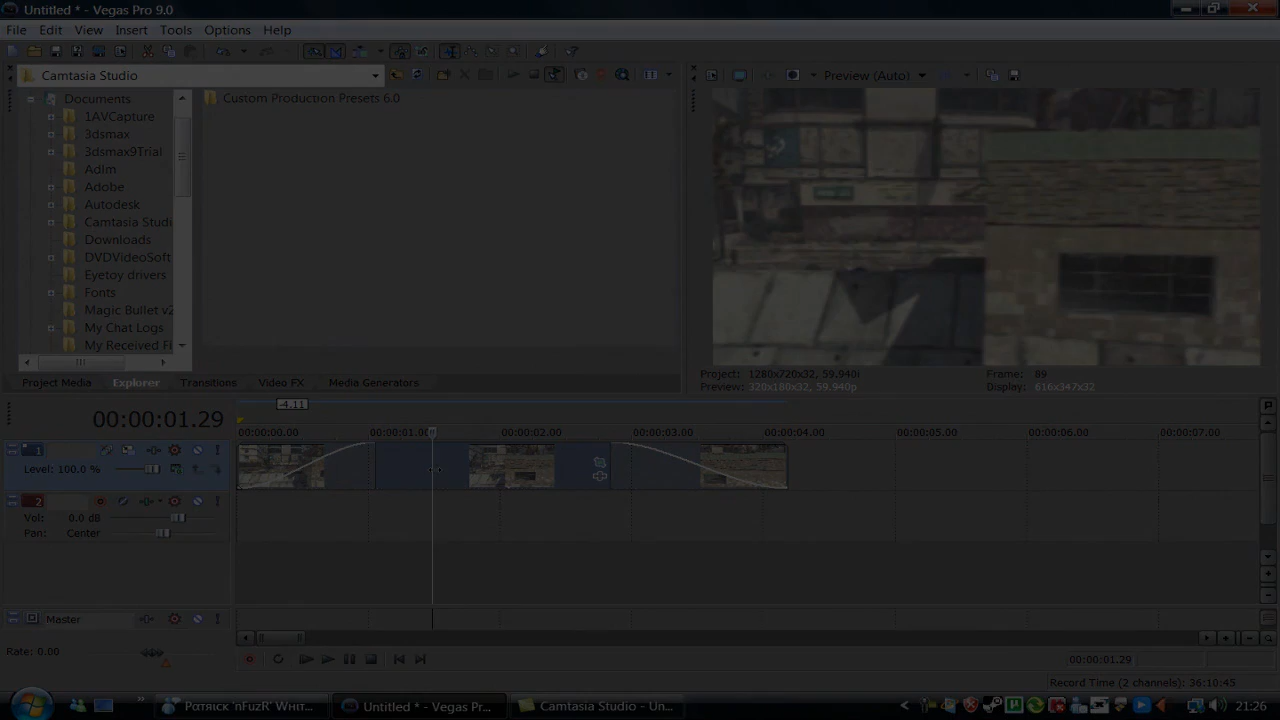 Untitled * - Vegas Pro 9.0
File Edit View Insert Tools Options Help
Camtasia Studio
Preview (Auto)
Documents
Custom Production Presets 6.0
1AVCapture
3dsmax
3dsmax9Trial
Adlm
Adobe
Autodesk
Camtasia Studi
Downloads
DVDVideoSoft
Eyetoy drivers
Fonts
Magic Bullet v2
My Chat Logs
My Received Fi
Project: 1280x720x32, 59.940i Frame: 89
Preview: 320x180x32, 59.940p Display: 616x347x32
Project Media Explorer Transitions Video FX Media Generators
-4.11
00:00:01.29
00:00:00.00 00:00:01.00 00:00:02.00 00:00:03.00 00:00:04.00 00:00:05.00 00:00:06.00 00:00:07.00
1
Level: 100.0 %
2
Vol: 0.0 dB
Pan: Center
Master
Rate: 0.00
00:00:01.29
Record Time (2 channels): 36:10:45
Pατяιcκ 'nFuzR' Wнιт... Untitled * - Vegas Pr... Camtasia Studio - Un... 21:26